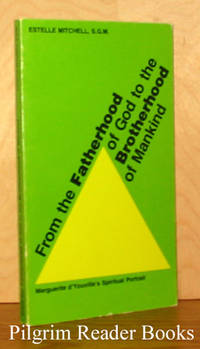 ESTELLE MITCHELL, S.G.M.
From the Fatherhood
of God to the
Brotherhood
of Mankind
Marguerite d'Youville's Spiritual Portrait
Pilgrim Reader Books